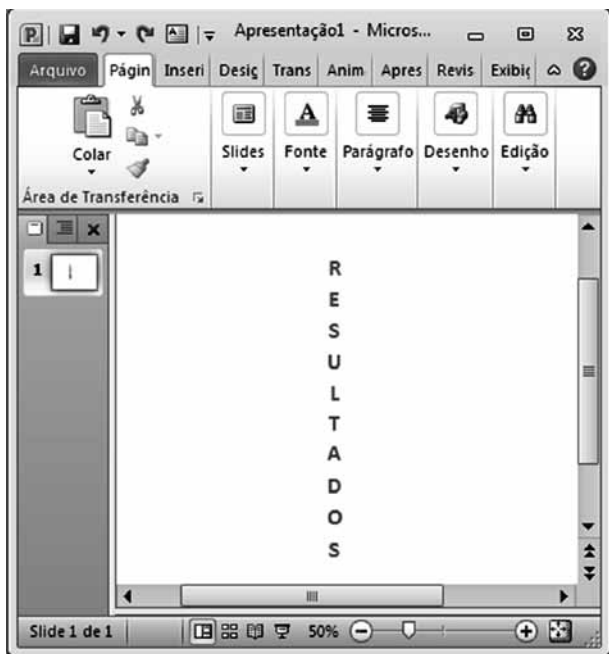 Apresentação1 - Micros...
Arquivo Págin Inseri Desig Trans Anim Apres Revis Exibiç
Colar Slides Fonte Parágrafo Desenho Edição
Área de Transferência
1
R
E
S
U
L
T
A
D
O
S
Slide 1 de 1 50%